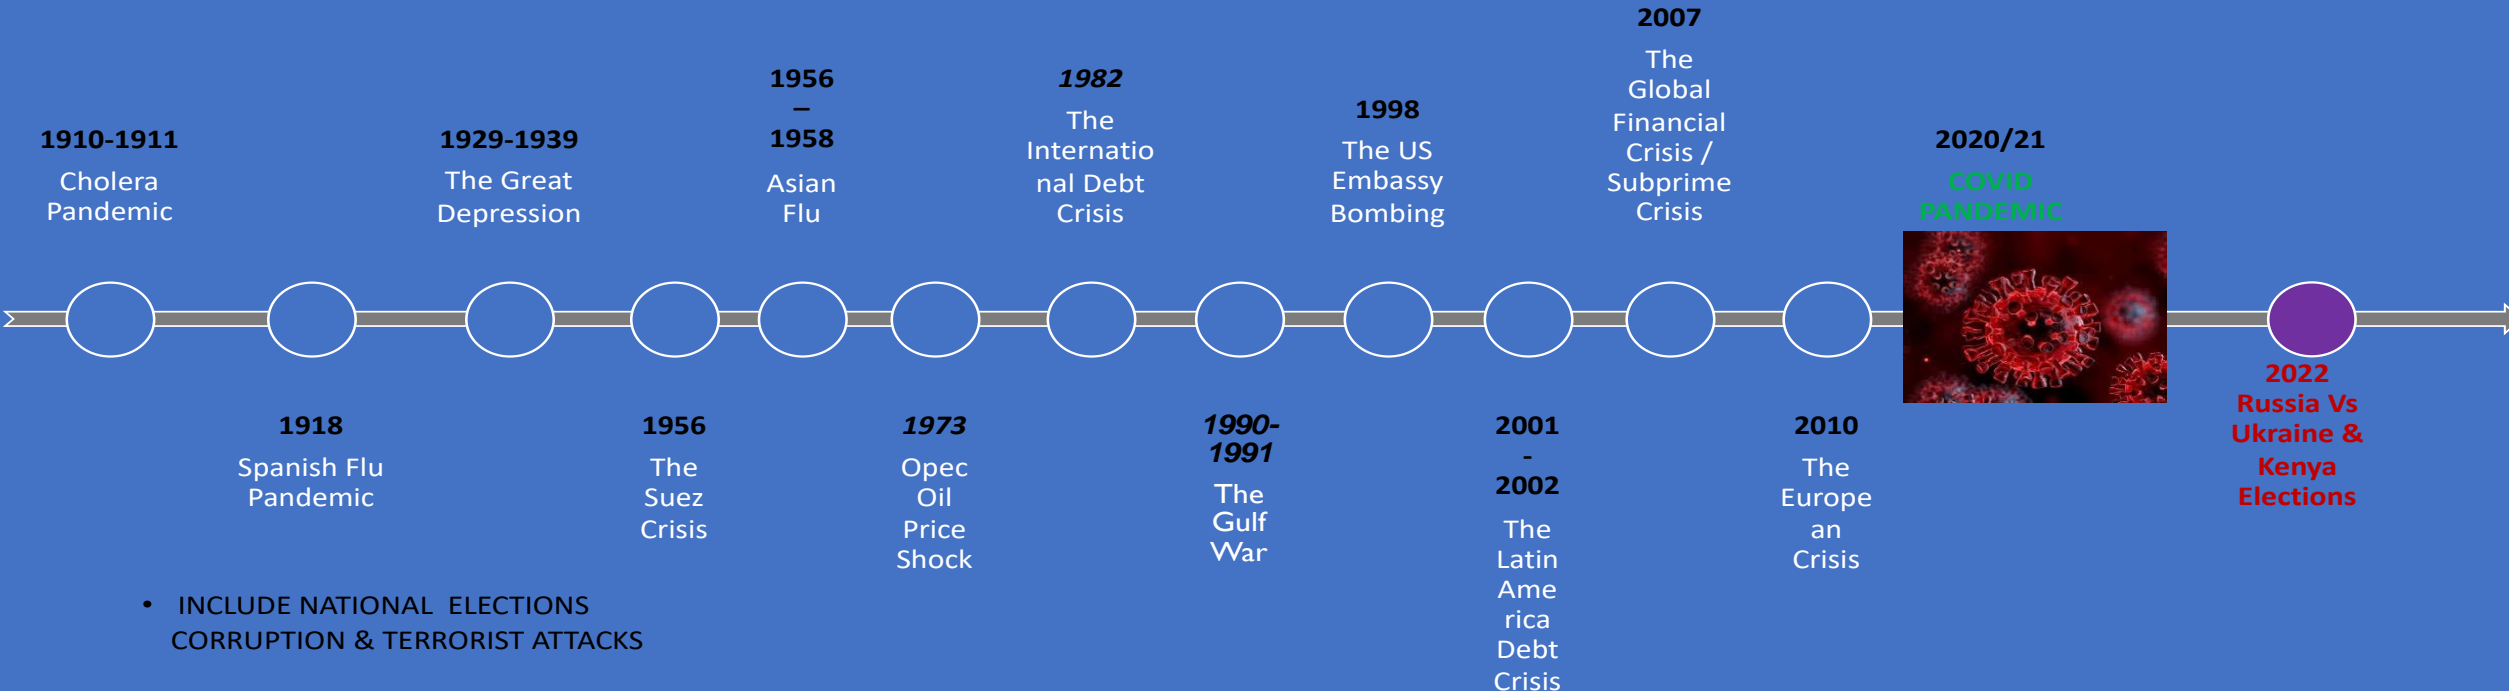 1910-1911
Cholera
Pandemic
1918
Spanish Flu
Pandemic
1929-1939
The Great
Depression
1956
The
Suez
Crisis
1956
–
1958
Asian
Flu
1973
Opec
Oil
Price
Shock
1982
The
Internatio
nal Debt
Crisis
1990-
1991
The
Gulf
War
1998
The US
Embassy
Bombing
2001
-
2002
The
Latin
Ame
rica
Debt
Crisis
2007
The
Global
Financial
Crisis /
Subprime
Crisis
2010
The
Europe
an
Crisis
2020/21
COVID
PANDEMIC
2022
Russia Vs
Ukraine &
Kenya
Elections
• INCLUDE NATIONAL ELECTIONS
CORRUPTION & TERRORIST ATTACKS